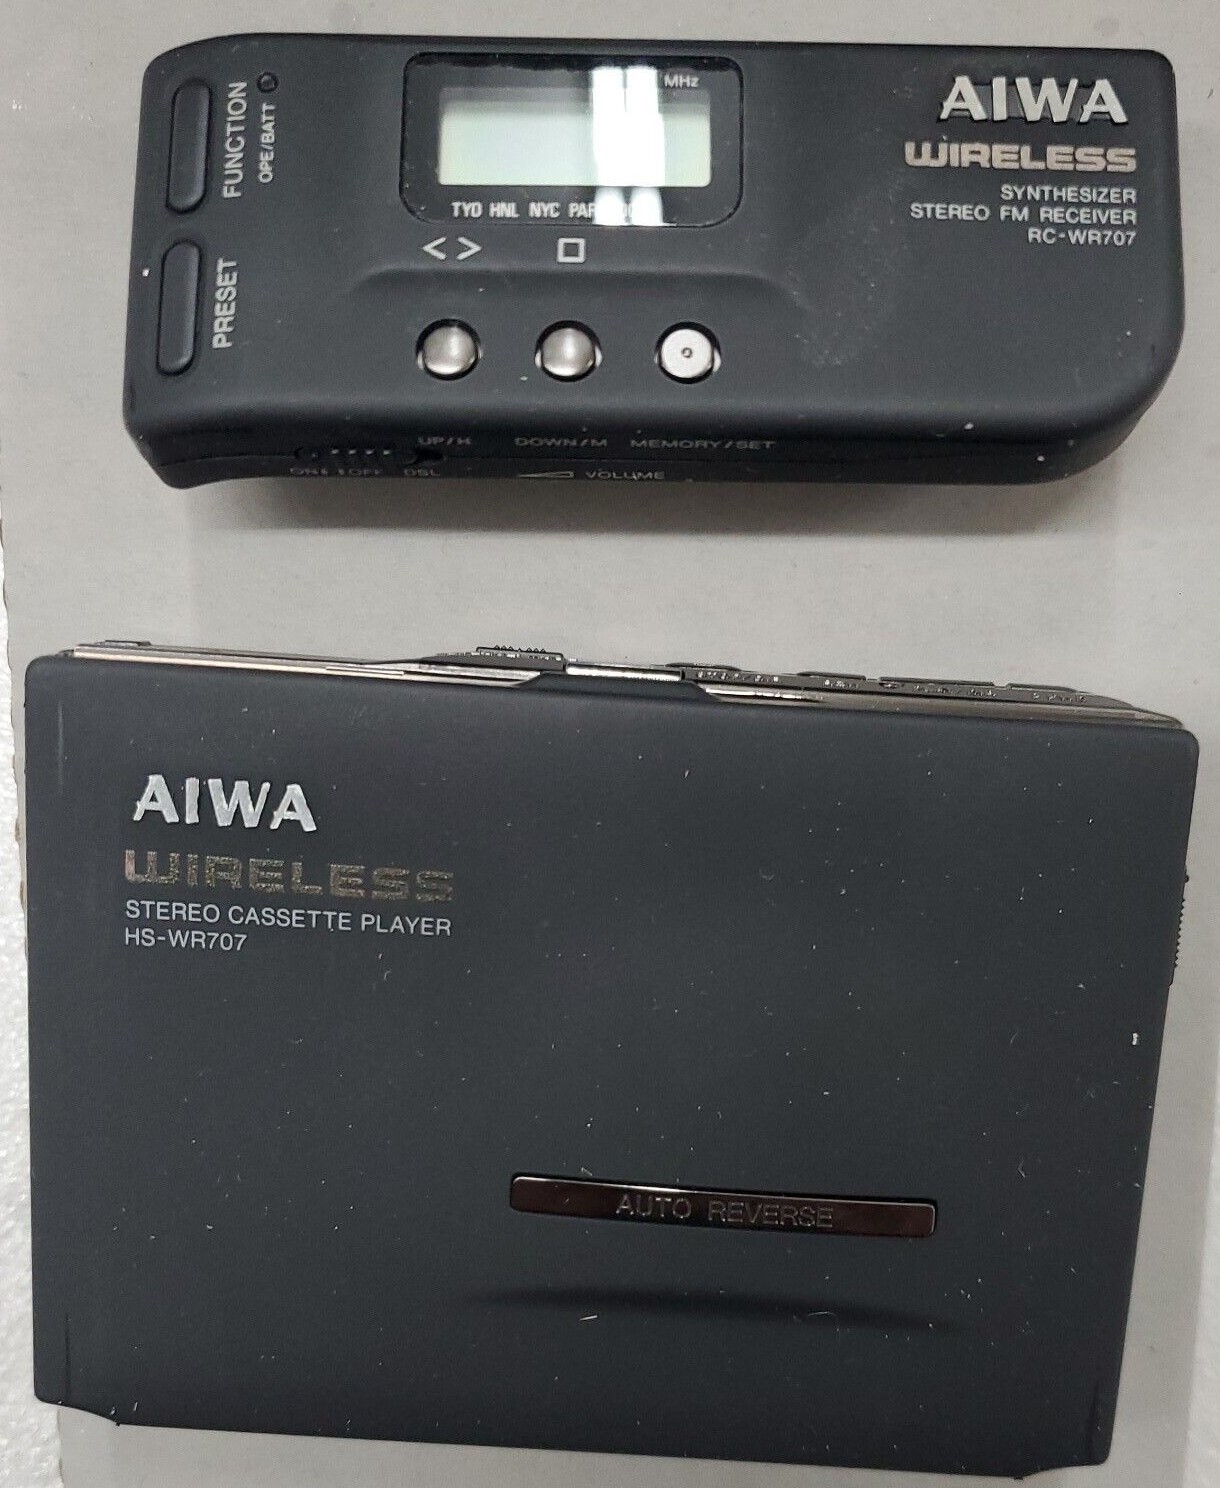 FUNCTION
OPE/BATT
PRESET
MHz
TYO HNL NYC PAR
< >
AIWA
WIRELESS
SYNTHESIZER
STEREO FM RECEIVER
RC-WR707
UP/H DOWN/M MEMORY/SET
ON OFF DSL VOLUME
AIWA
WIRELESS
STEREO CASSETTE PLAYER
HS-WR707
AUTO REVERSE